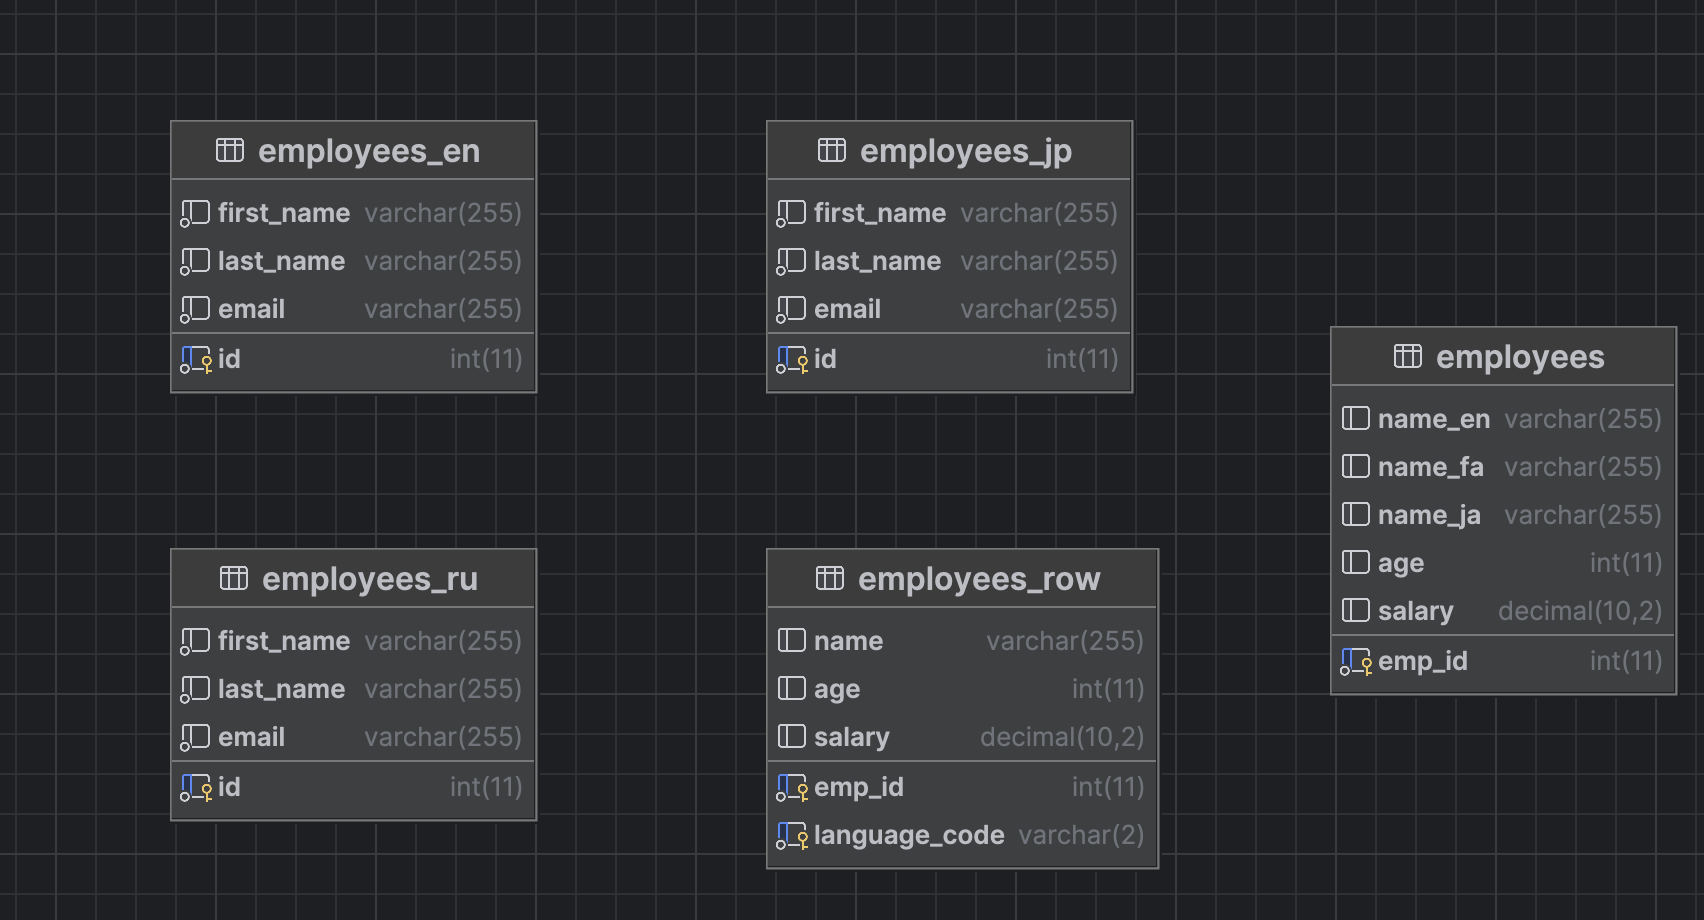 employees_en
first_name varchar(255)
last_name varchar(255)
email varchar(255)
id int(11)
employees_jp
first_name varchar(255)
last_name varchar(255)
email varchar(255)
id int(11)
employees
name_en varchar(255)
name_fa varchar(255)
name_ja varchar(255)
age int(11)
salary decimal(10,2)
emp_id int(11)
employees_ru
first_name varchar(255)
last_name varchar(255)
email varchar(255)
id int(11)
employees_row
name varchar(255)
age int(11)
salary decimal(10,2)
emp_id int(11)
language_code varchar(2)